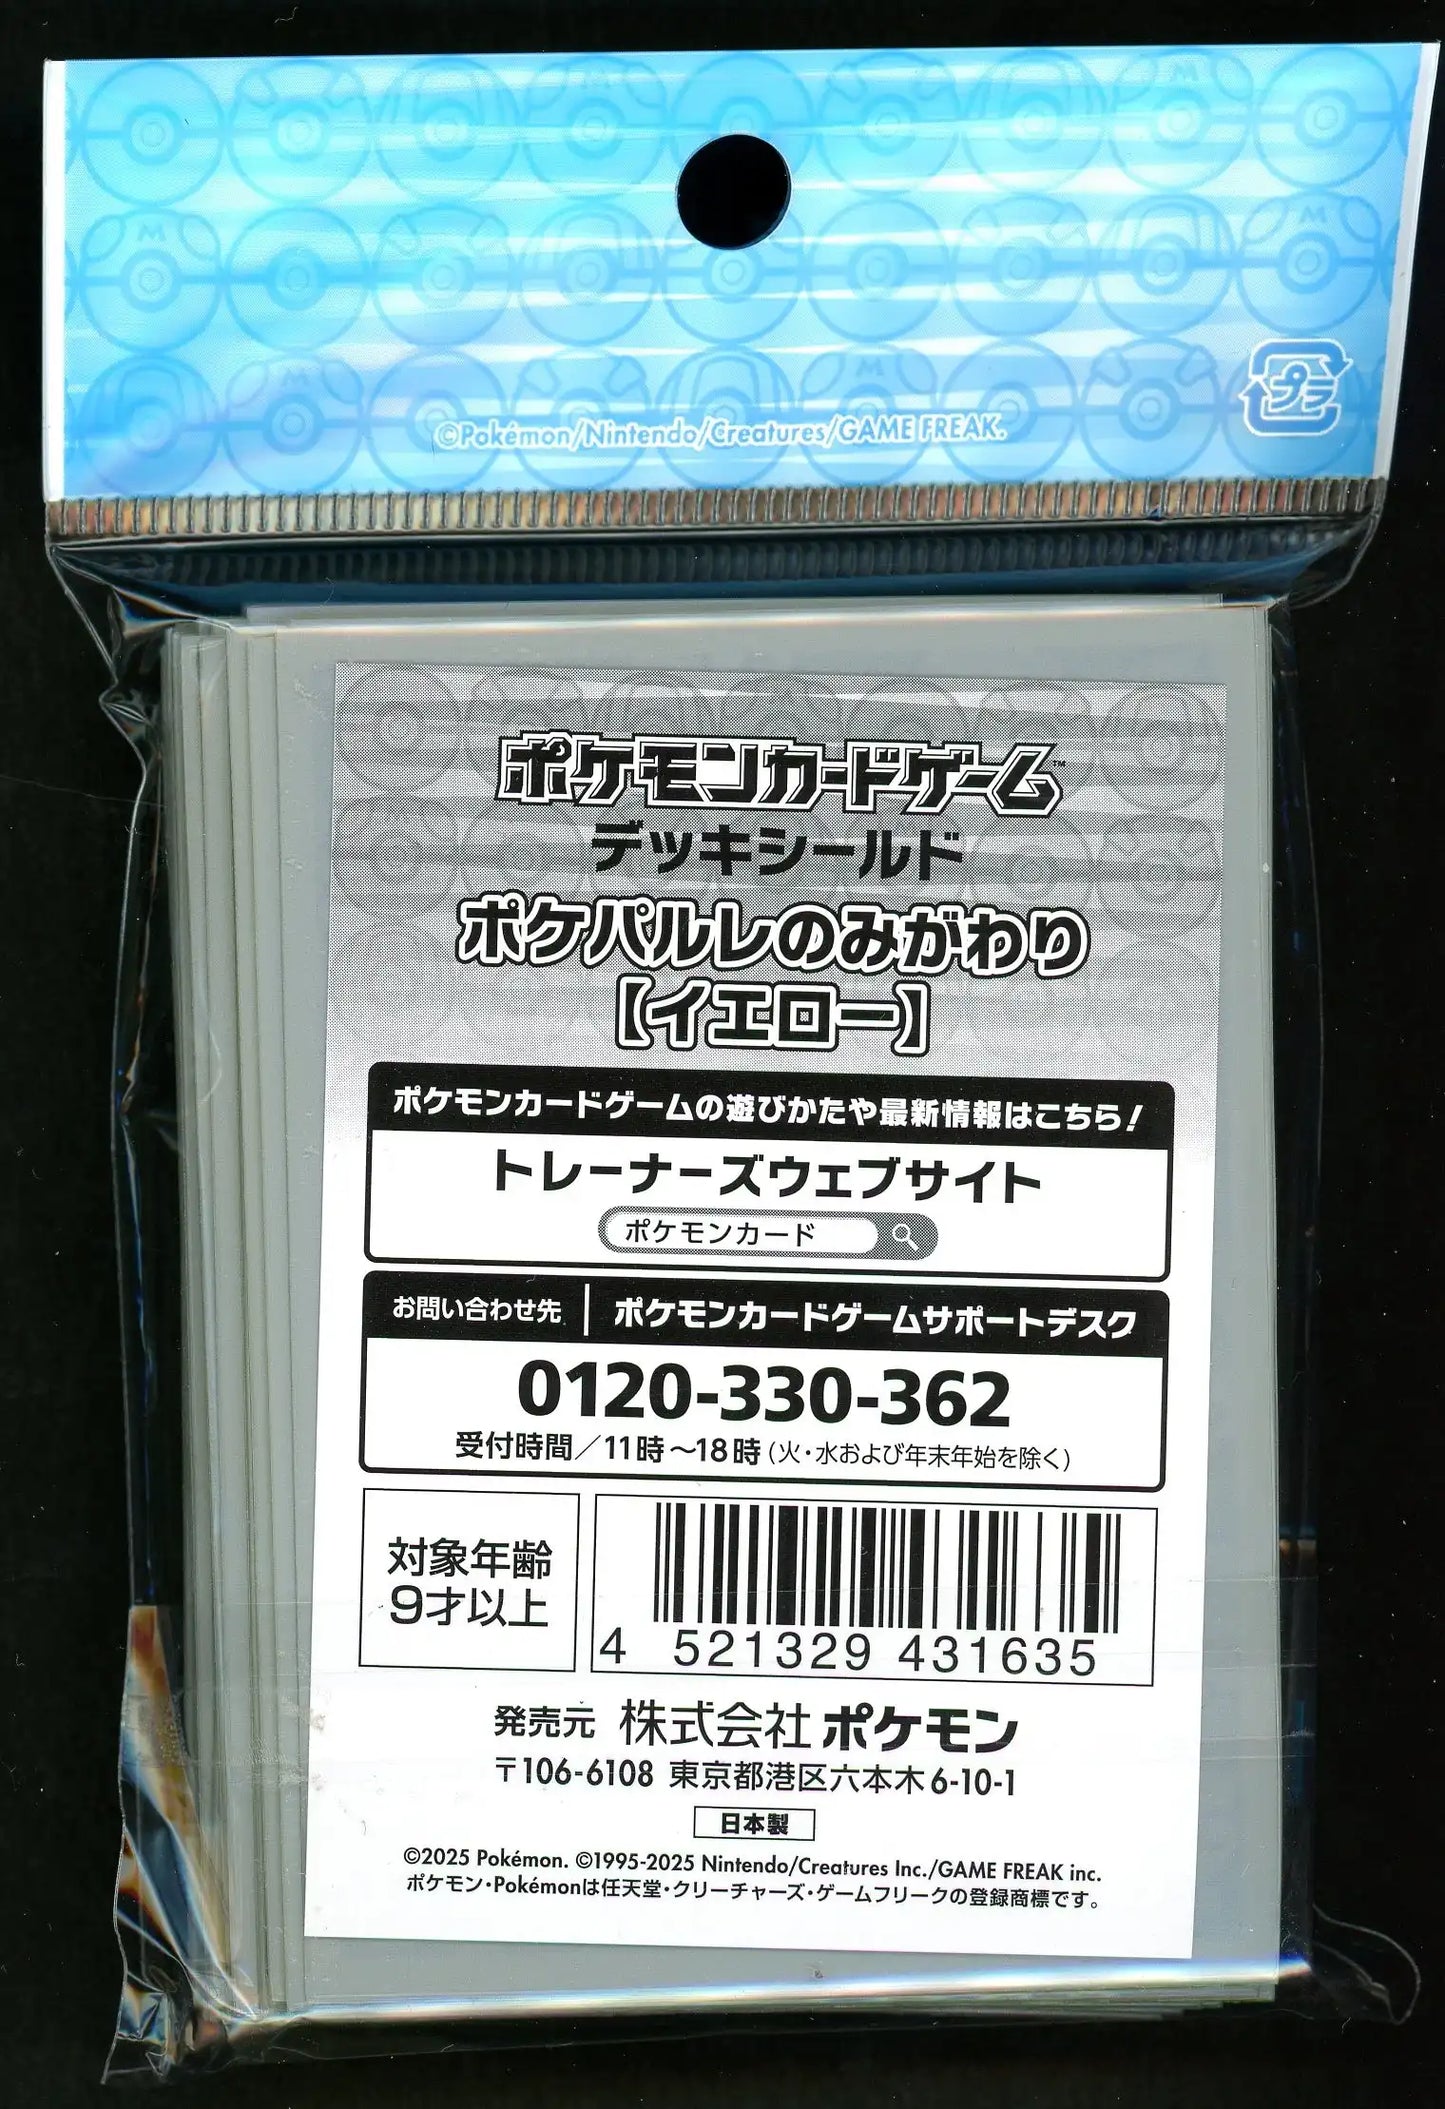 ©Pokémon/Nintendo/Creatures/GAME FREAK.
プラ
ポケモンカードゲーム™
デッキシールド
ポケパルレのみがわり
【イエロー】
ポケモンカードゲームの遊びかたや最新情報はこちら!
トレーナーズウェブサイト
ポケモンカード
お問い合わせ先 | ポケモンカードゲームサポートデスク
0120-330-362
受付時間/11時~18時(火・水および年末年始を除く)
対象年齢
9才以上
4 521329 431635
発売元 株式会社ポケモン
〒106-6108 東京都港区六本木6-10-1
日本製
©2025 Pokémon. ©1995-2025 Nintendo/Creatures Inc./GAME FREAK inc.
ポケモン・Pokémonは任天堂・クリーチャーズ・ゲームフリークの登録商標です。